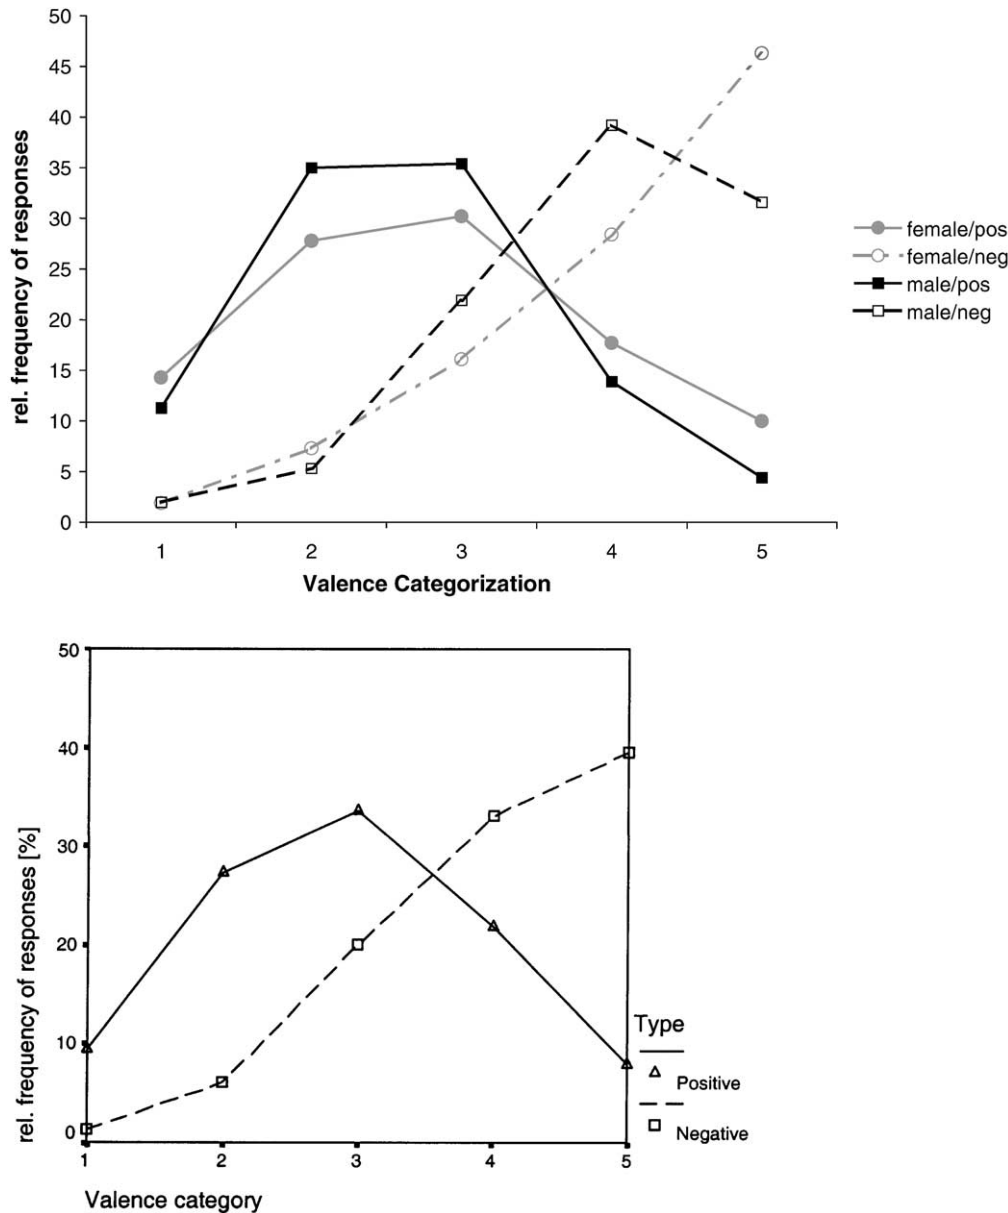 50
45
40
35
30
25
20
15
10
5
0
rel. frequency of responses
1 2 3 4 5
Valence Categorization
female/pos
female/neg
male/pos
male/neg
50
40
30
20
10
0
rel. frequency of responses [%]
1 2 3 4 5
Valence category
Type
Positive
Negative